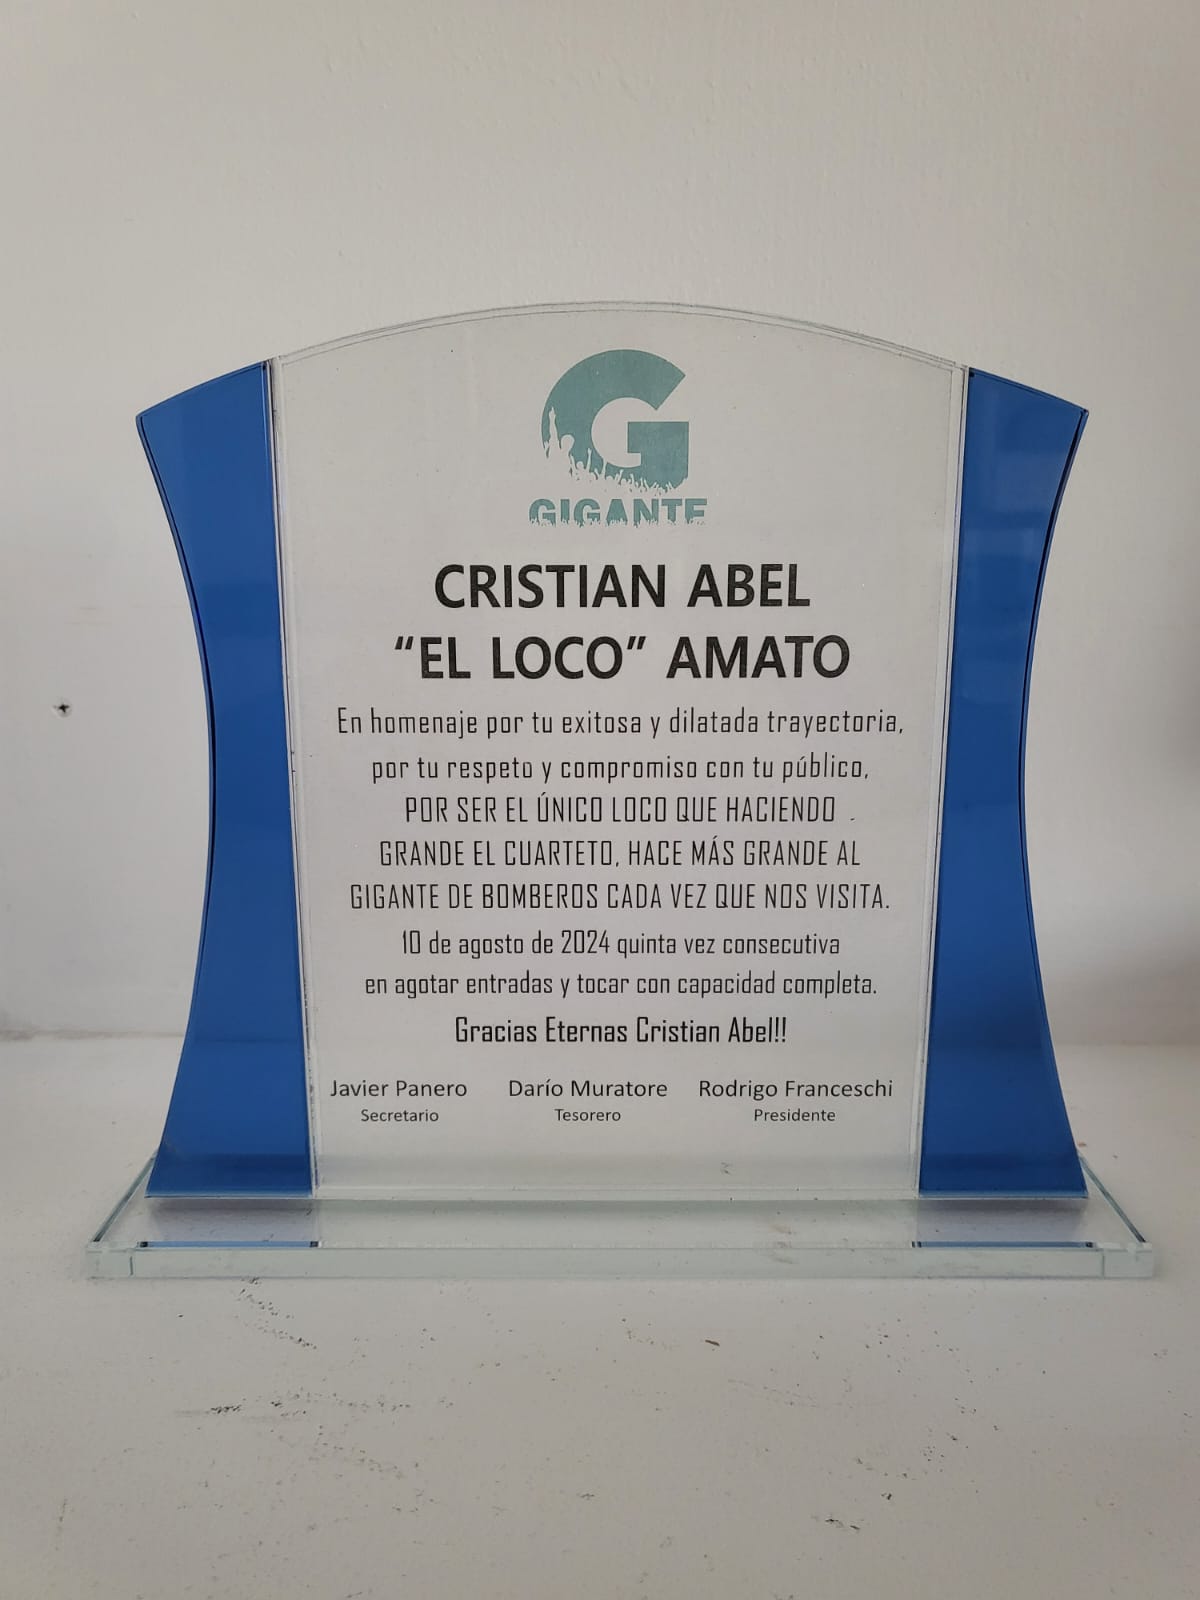 G
GIGANTE
CRISTIAN ABEL
“EL LOCO” AMATO
En homenaje por tu exitosa y dilatada trayectoria,
por tu respeto y compromiso con tu público,
POR SER EL ÚNICO LOCO QUE HACIENDO
GRANDE EL CUARTETO, HACE MÁS GRANDE AL
GIGANTE DE BOMBEROS CADA VEZ QUE NOS VISITA.
10 de agosto de 2024 quinta vez consecutiva
en agotar entradas y tocar con capacidad completa.
Gracias Eternas Cristian Abel!!
Javier Panero Darío Muratore Rodrigo Franceschi
Secretario Tesorero Presidente